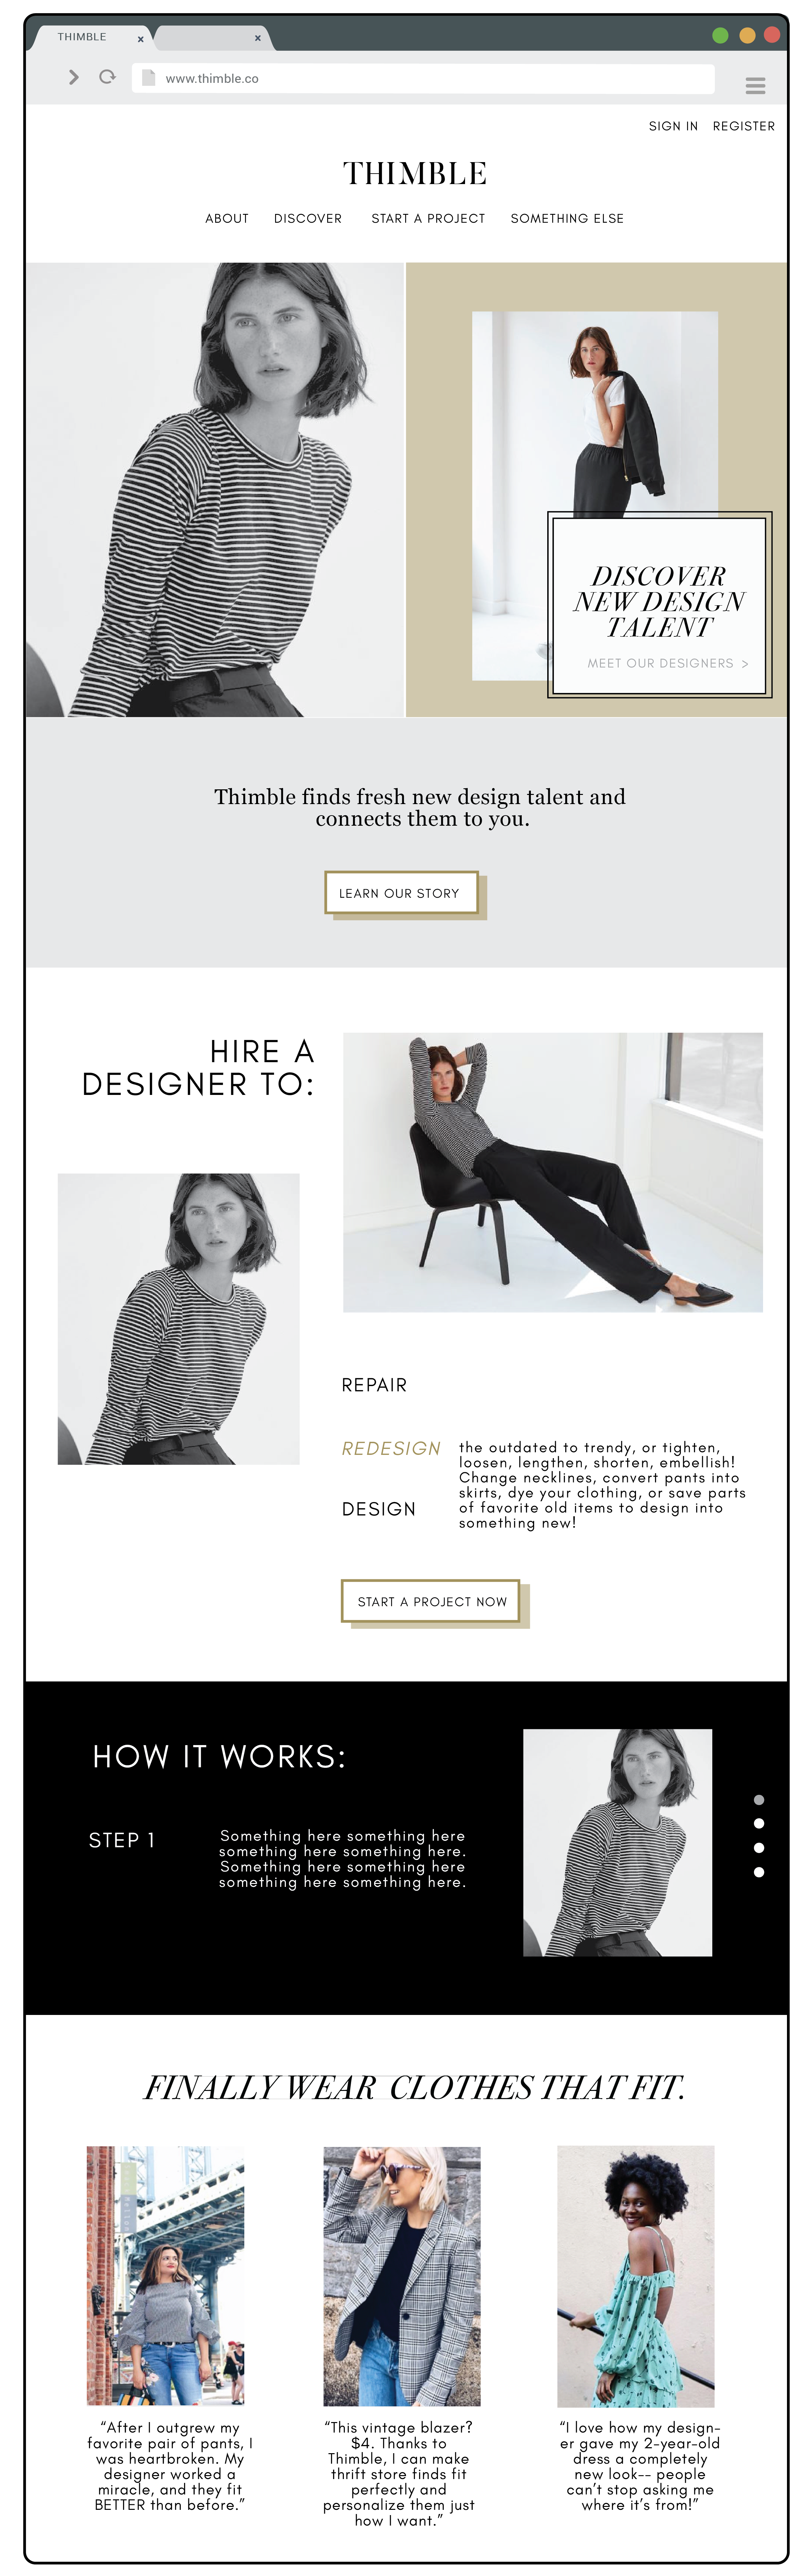 THIMBLE x
x
www.thimble.co
SIGN IN REGISTER
THIMBLE
ABOUT DISCOVER START A PROJECT SOMETHING ELSE
DISCOVER
NEW DESIGN
TALENT
MEET OUR DESIGNERS >
Thimble finds fresh new design talent and
connects them to you.
LEARN OUR STORY
HIRE A
DESIGNER TO:
REPAIR
REDESIGN
DESIGN
the outdated to trendy, or tighten,
loosen, lengthen, shorten, embellish!
Change necklines, convert pants into
skirts, dye your clothing, or save parts
of favorite old items to design into
something new!
START A PROJECT NOW
HOW IT WORKS:
STEP 1
Something here something here
something here something here.
Something here something here
something here something here.
FINALLY WEAR CLOTHES THAT FIT.
“After I outgrew my
favorite pair of pants, I
was heartbroken. My
designer worked a
miracle, and they fit
BETTER than before.”
“This vintage blazer?
$4. Thanks to
Thimble, I can make
thrift store finds fit
perfectly and
personalize them just
how I want.”
“I love how my design-
er gave my 2-year-old
dress a completely
new look-- people
can’t stop asking me
where it’s from!”